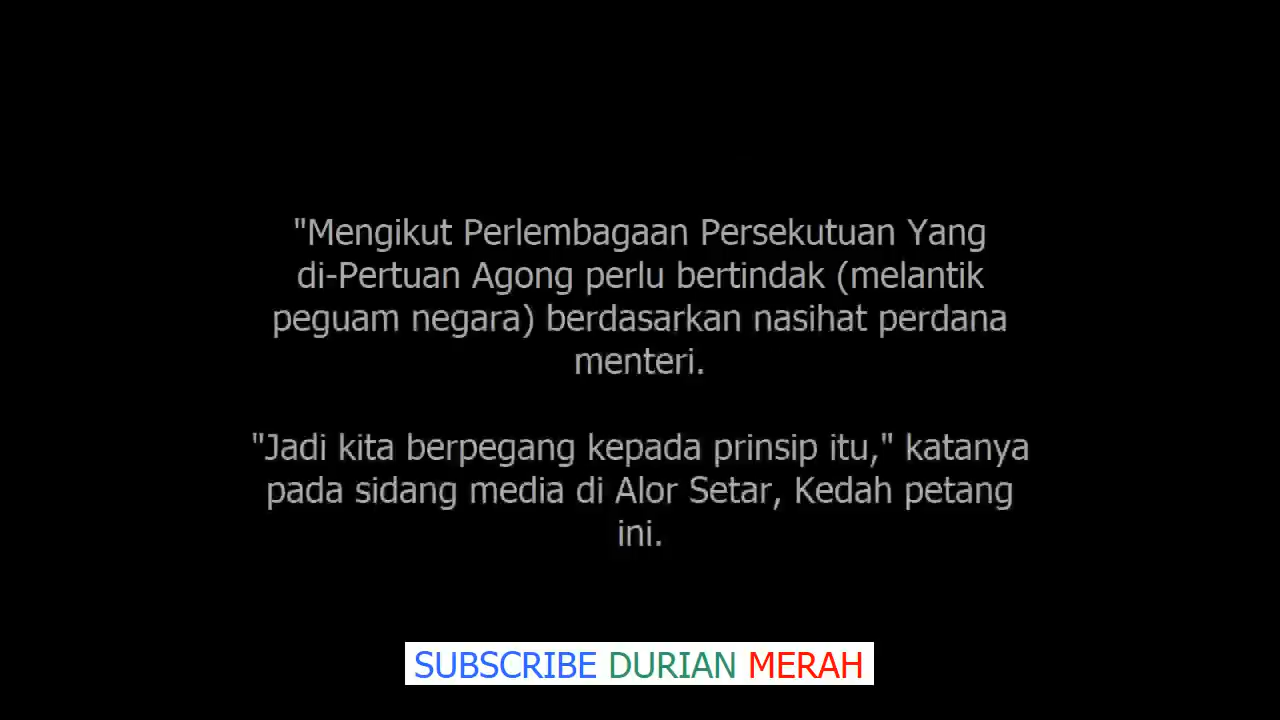 "Mengikut Perlembagaan Persekutuan Yang
di-Pertuan Agong perlu bertindak (melantik
peguam negara) berdasarkan nasihat perdana
menteri.
"Jadi kita berpegang kepada prinsip itu," katanya
pada sidang media di Alor Setar, Kedah petang
ini.
SUBSCRIBE DURIAN MERAH